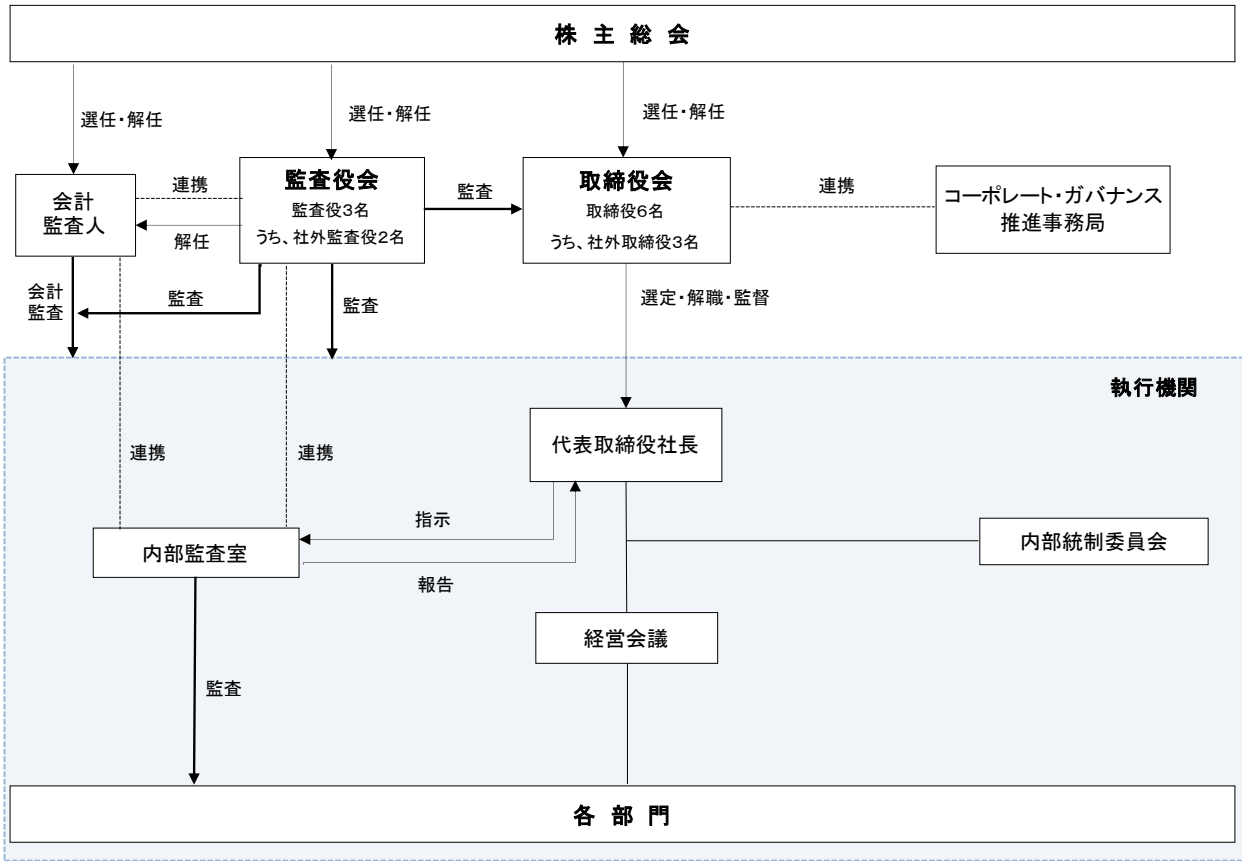 株 主 総 会
選任・解任
選任・解任
選任・解任
会計
監査人
連携
解任
監査役会
監査役3名
うち、社外監査役2名
監査
取締役会
取締役6名
うち、社外取締役3名
連携
コーポレート・ガバナンス
推進事務局
会計
監査
監査
監査
選定・解職・監督
執行機関
代表取締役社長
連携
連携
指示
内部監査室
報告
内部統制委員会
経営会議
監査
各 部 門